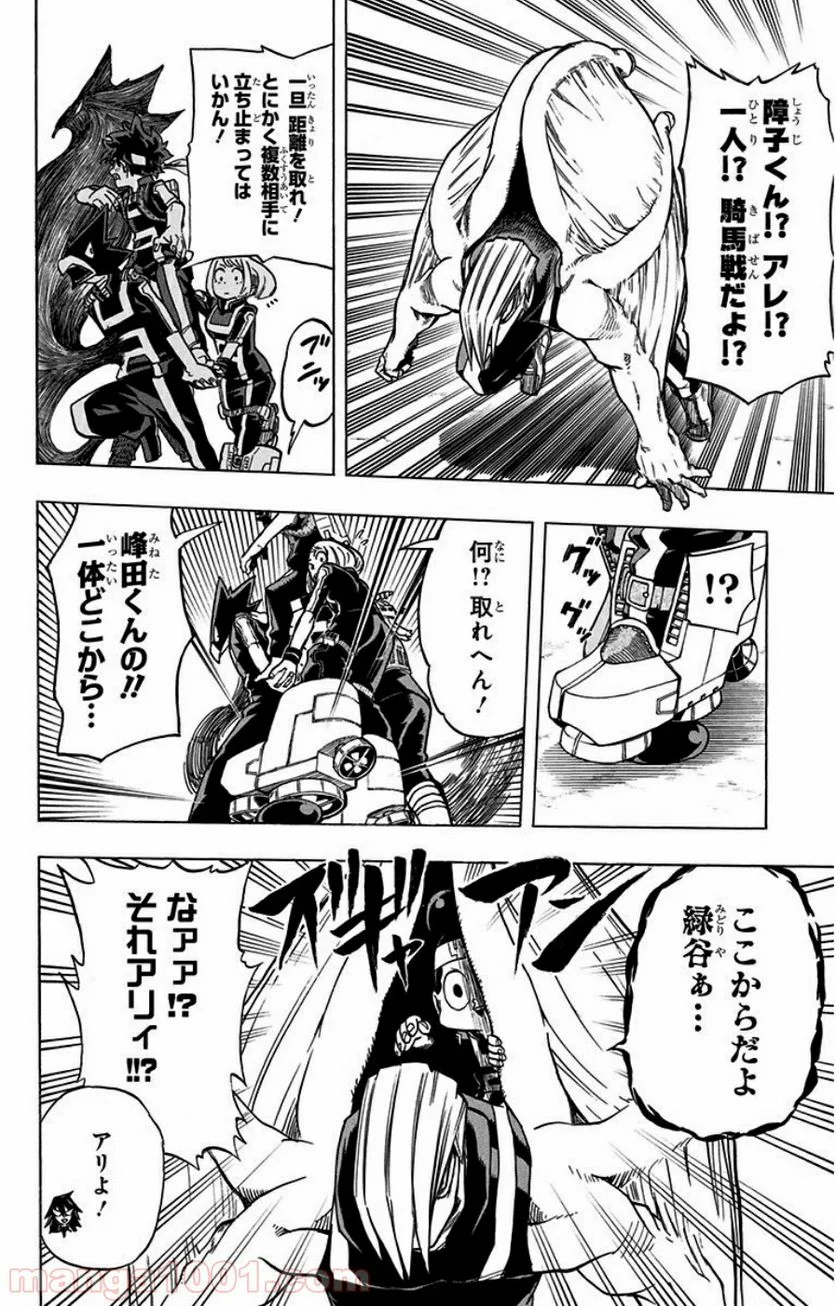 障子くん!?アレ!?
一人!?騎馬戦だよ!?
一旦距離を取れ!
とにかく複数相手に
立ち止まっては
いかん!
ブニッ
!?
グッグッ
何!?取れへん!
峰田くんの!!
一体どこから…
ここからだよ
緑谷ぁ…
ズギャアン
なァァ!?
それアリィ!!?
アリよ!
manga1001.com